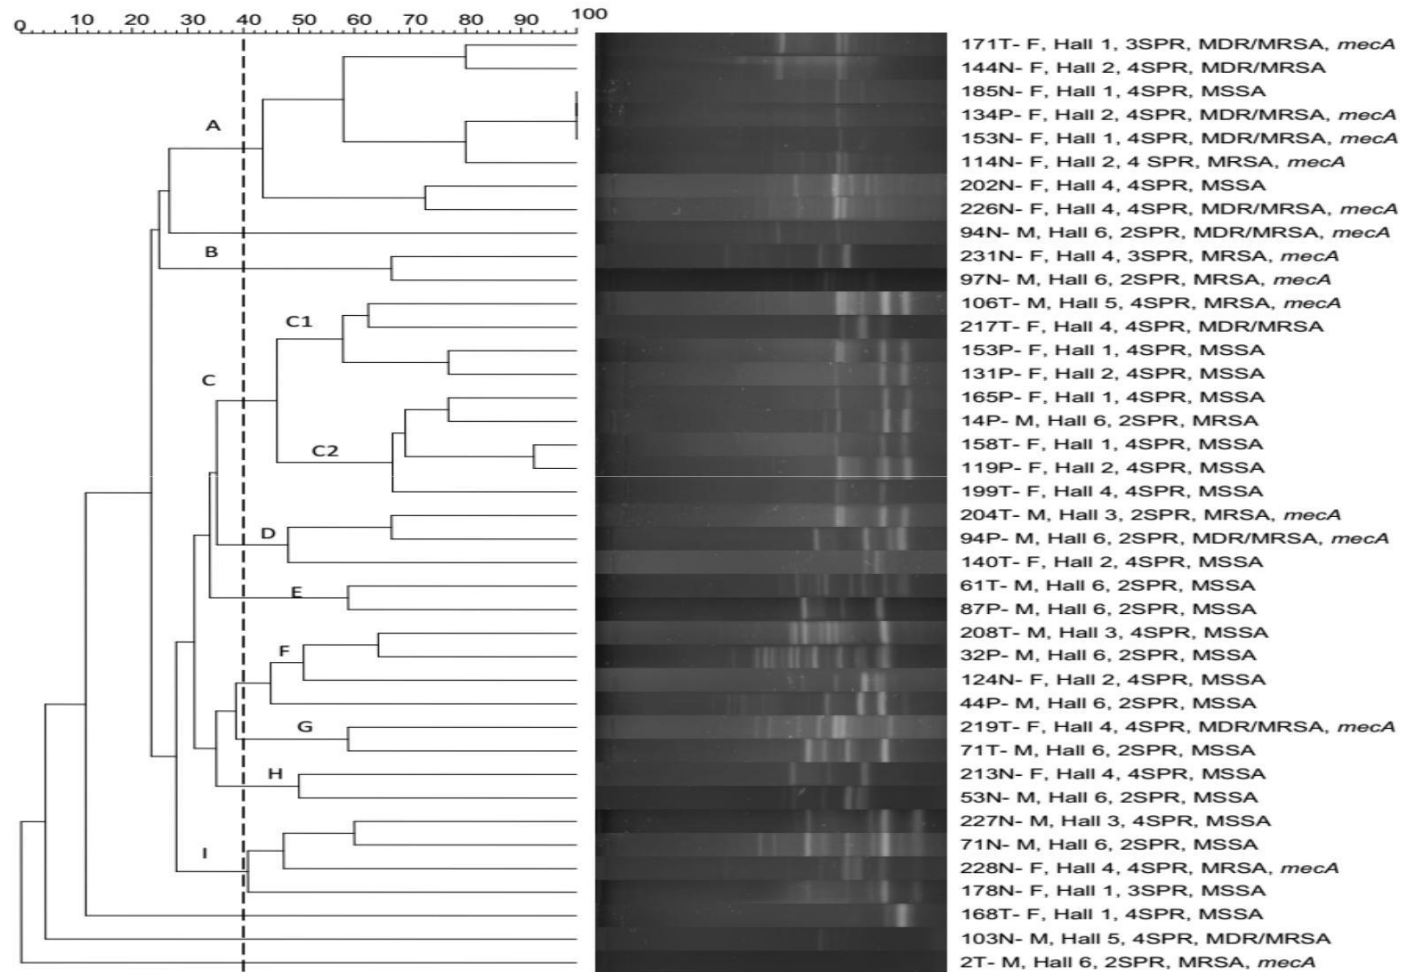 0 10 20 30 40 50 60 70 80 90 100
171T- F, Hall 1, 3SPR, MDR/MRSA, mecA
144N- F, Hall 2, 4SPR, MDR/MRSA
185N- F, Hall 1, 4SPR, MSSA
A 134P- F, Hall 2, 4SPR, MDR/MRSA, mecA
153N- F, Hall 1, 4SPR, MDR/MRSA, mecA
114N- F, Hall 2, 4 SPR, MRSA, mecA
202N- F, Hall 4, 4SPR, MSSA
226N- F, Hall 4, 4SPR, MDR/MRSA, mecA
94N- M, Hall 6, 2SPR, MDR/MRSA, mecA
B 231N- F, Hall 4, 3SPR, MRSA, mecA
97N- M, Hall 6, 2SPR, MRSA, mecA
106T- M, Hall 5, 4SPR, MRSA, mecA
C1 217T- F, Hall 4, 4SPR, MDR/MRSA
153P- F, Hall 1, 4SPR, MSSA
C 131P- F, Hall 2, 4SPR, MSSA
165P- F, Hall 1, 4SPR, MSSA
14P- M, Hall 6, 2SPR, MRSA
C2 158T- F, Hall 1, 4SPR, MSSA
119P- F, Hall 2, 4SPR, MSSA
199T- F, Hall 4, 4SPR, MSSA
204T- M, Hall 3, 2SPR, MRSA, mecA
D 94P- M, Hall 6, 2SPR, MDR/MRSA, mecA
140T- F, Hall 2, 4SPR, MSSA
E 61T- M, Hall 6, 2SPR, MSSA
87P- M, Hall 6, 2SPR, MSSA
208T- M, Hall 3, 4SPR, MSSA
F 32P- M, Hall 6, 2SPR, MSSA
124N- F, Hall 2, 4SPR, MSSA
44P- M, Hall 6, 2SPR, MSSA
G 219T- F, Hall 4, 4SPR, MDR/MRSA, mecA
71T- M, Hall 6, 2SPR, MSSA
H 213N- F, Hall 4, 4SPR, MSSA
53N- M, Hall 6, 2SPR, MSSA
227N- M, Hall 3, 4SPR, MSSA
I 71N- M, Hall 6, 2SPR, MSSA
228N- F, Hall 4, 4SPR, MRSA, mecA
178N- F, Hall 1, 3SPR, MSSA
168T- F, Hall 1, 4SPR, MSSA
103N- M, Hall 5, 4SPR, MDR/MRSA
2T- M, Hall 6, 2SPR, MRSA, mecA